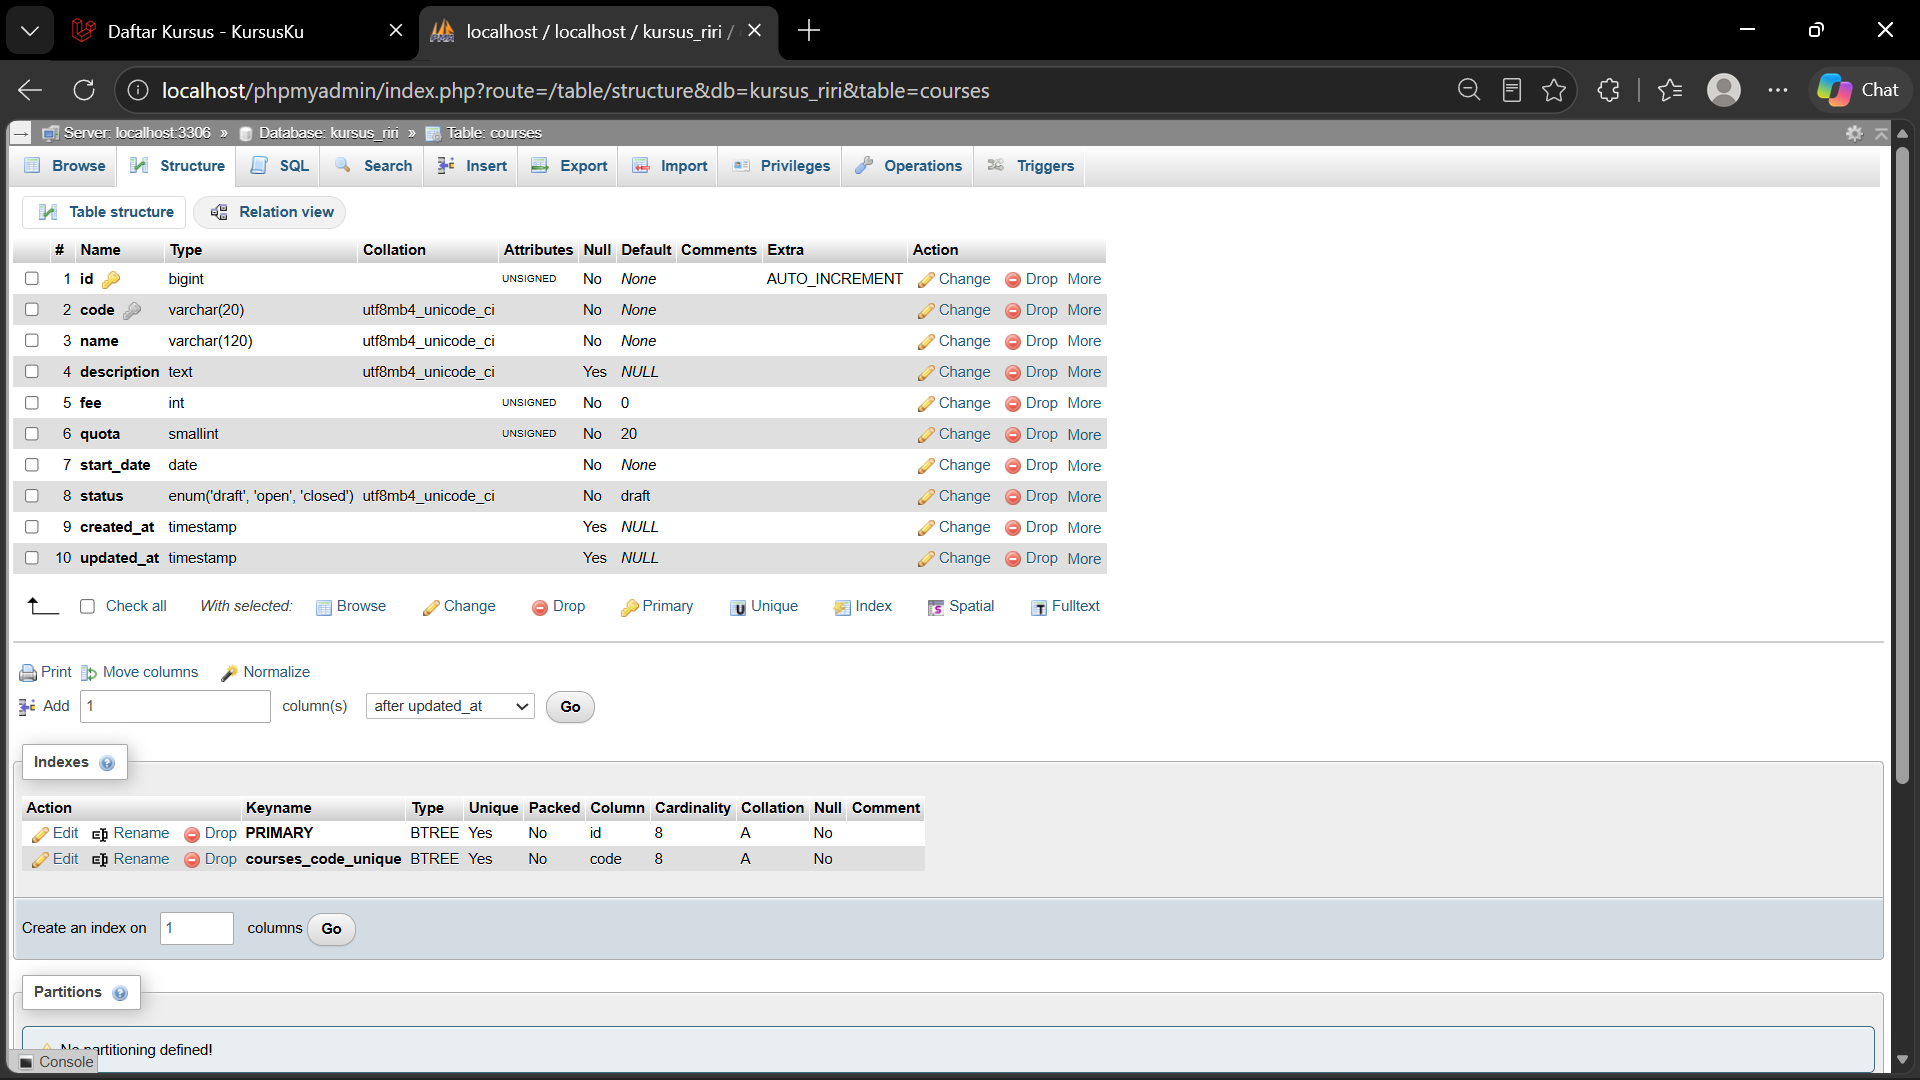 Daftar Kursus - KursusKu
localhost / localhost / kursus_riri /
localhost/phpmyadmin/index.php?route=/table/structure&db=kursus_riri&table=courses
Chat
Server: localhost:3306 » Database: kursus_riri » Table: courses
Browse Structure SQL Search Insert Export Import Privileges Operations Triggers
Table structure Relation view
# Name Type Collation Attributes Null Default Comments Extra Action
1 id bigint UNSIGNED No None AUTO_INCREMENT Change Drop More
2 code varchar(20) utf8mb4_unicode_ci No None Change Drop More
3 name varchar(120) utf8mb4_unicode_ci No None Change Drop More
4 description text utf8mb4_unicode_ci Yes NULL Change Drop More
5 fee int UNSIGNED No 0 Change Drop More
6 quota smallint UNSIGNED No 20 Change Drop More
7 start_date date No None Change Drop More
8 status enum('draft', 'open', 'closed') utf8mb4_unicode_ci No draft Change Drop More
9 created_at timestamp Yes NULL Change Drop More
10 updated_at timestamp Yes NULL Change Drop More
Check all With selected: Browse Change Drop Primary Unique Index Spatial Fulltext
Print Move columns Normalize
Add 1 column(s) after updated_at Go
Indexes
Action Keyname Type Unique Packed Column Cardinality Collation Null Comment
Edit Rename Drop PRIMARY BTREE Yes No id 8 A No
Edit Rename Drop courses_code_unique BTREE Yes No code 8 A No
Create an index on 1 columns Go
Partitions
No partitioning defined!
Console